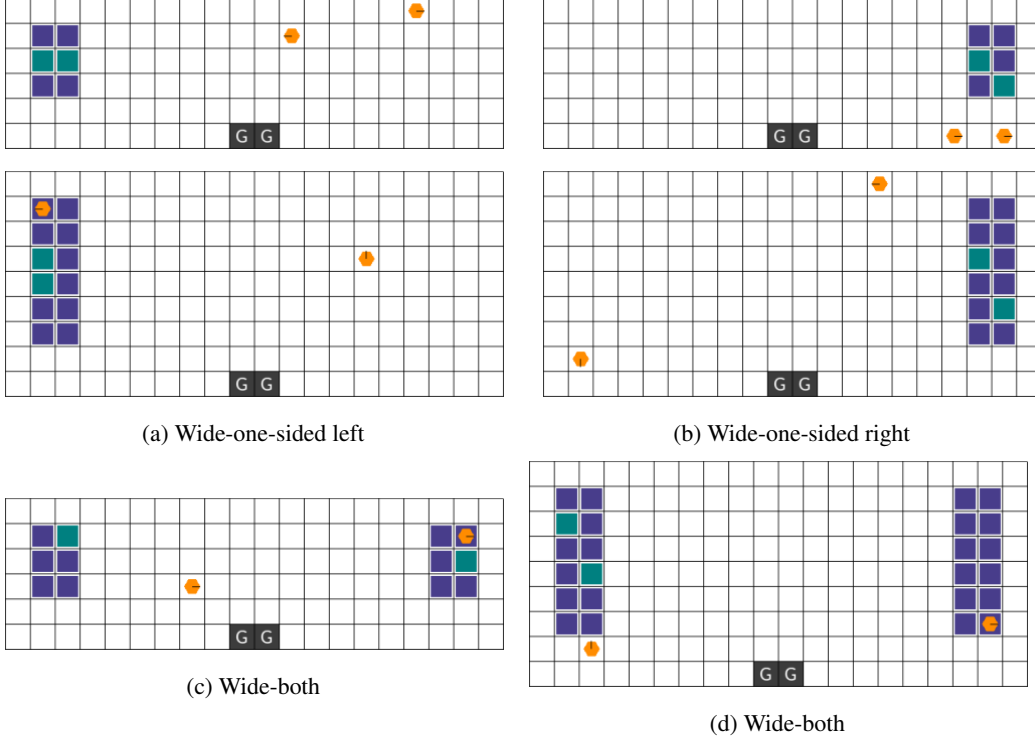 G G
G G
G G
G G
(a) Wide-one-sided left
(b) Wide-one-sided right
G G
(c) Wide-both
G G
(d) Wide-both